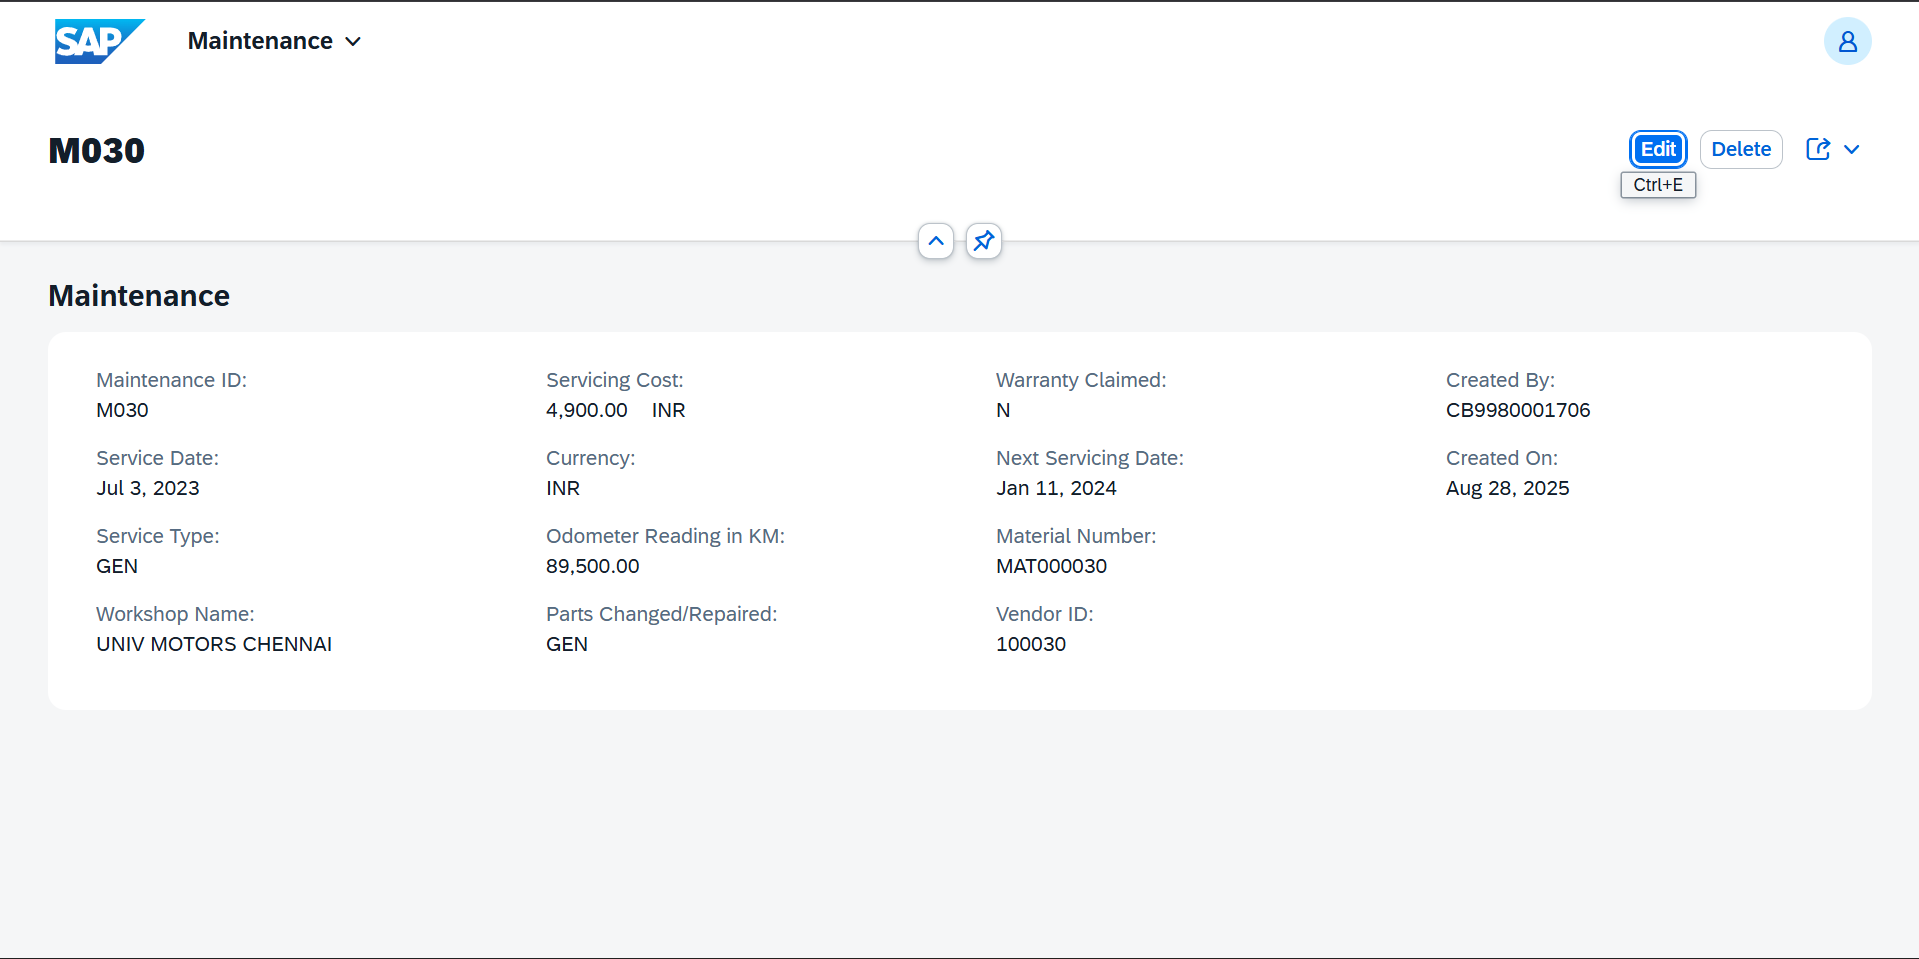 SAP
Maintenance
M030
Edit
Delete
Ctrl+E
Maintenance
Maintenance ID:
M030
Service Date:
Jul 3, 2023
Service Type:
GEN
Workshop Name:
UNIV MOTORS CHENNAI
Servicing Cost:
4,900.00 INR
Currency:
INR
Odometer Reading in KM:
89,500.00
Parts Changed/Repaired:
GEN
Warranty Claimed:
N
Next Servicing Date:
Jan 11, 2024
Material Number:
MAT000030
Vendor ID:
100030
Created By:
CB9980001706
Created On:
Aug 28, 2025